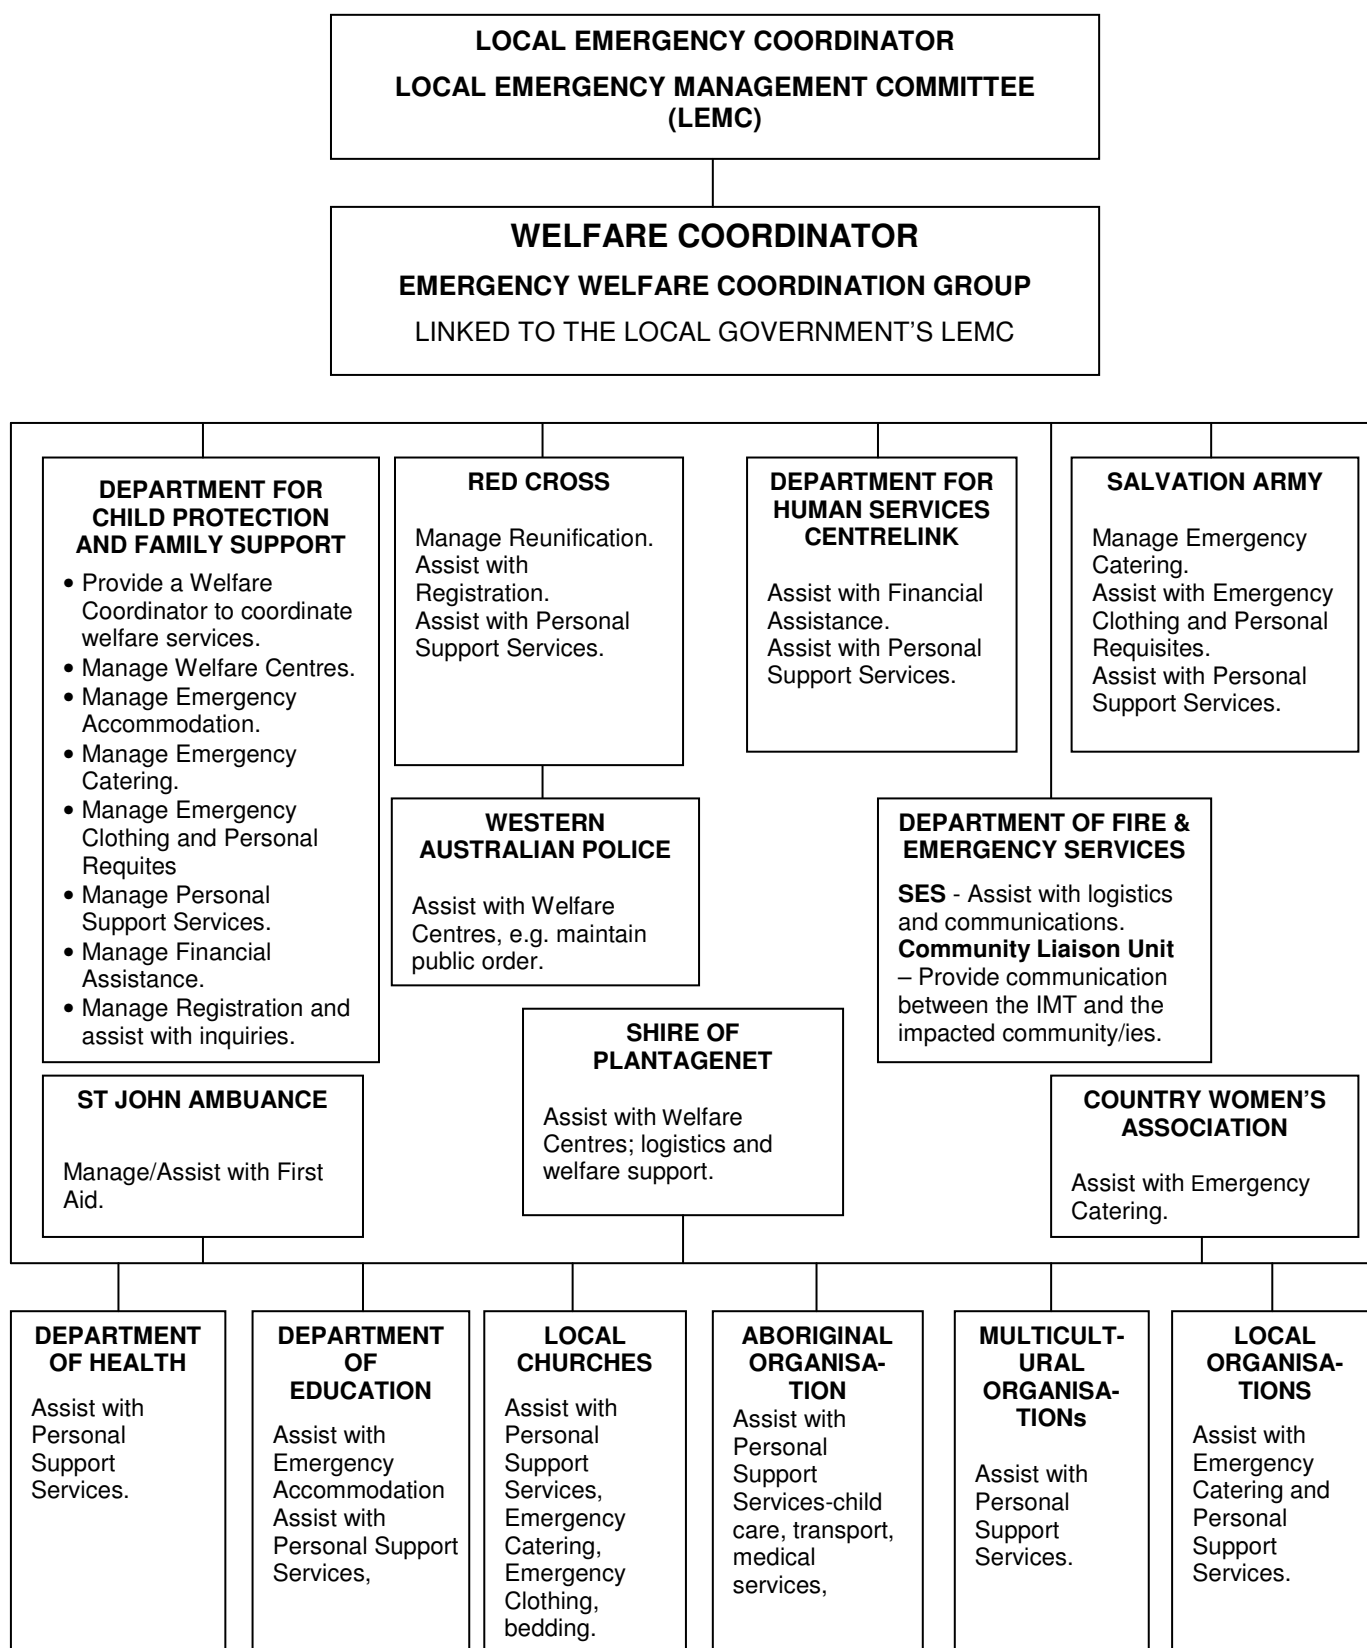 LOCAL EMERGENCY COORDINATOR
LOCAL EMERGENCY MANAGEMENT COMMITTEE
(LEMC)
WELFARE COORDINATOR
EMERGENCY WELFARE COORDINATION GROUP
LINKED TO THE LOCAL GOVERNMENT'S LEMC
DEPARTMENT FOR
CHILD PROTECTION
AND FAMILY SUPPORT
• Provide a Welfare
Coordinator to coordinate
welfare services.
• Manage Welfare Centres.
• Manage Emergency
Accommodation.
• Manage Emergency
Catering.
• Manage Emergency
Clothing and Personal
Requites
• Manage Personal
Support Services.
• Manage Financial
Assistance.
• Manage Registration and
assist with inquiries.
RED CROSS
Manage Reunification.
Assist with
Registration.
Assist with Personal
Support Services.
DEPARTMENT FOR
HUMAN SERVICES
CENTRELINK
Assist with Financial
Assistance.
Assist with Personal
Support Services.
SALVATION ARMY
Manage Emergency
Catering.
Assist with Emergency
Clothing and Personal
Requisites.
Assist with Personal
Support Services.
WESTERN
AUSTRALIAN POLICE
Assist with Welfare
Centres, e.g. maintain
public order.
DEPARTMENT OF FIRE &
EMERGENCY SERVICES
SES - Assist with logistics
and communications.
Community Liaison Unit
– Provide communication
between the IMT and the
impacted community/ies.
SHIRE OF
PLANTAGENET
Assist with Welfare
Centres; logistics and
welfare support.
ST JOHN AMBUANCE
Manage/Assist with First
Aid.
COUNTRY WOMEN'S
ASSOCIATION
Assist with Emergency
Catering.
DEPARTMENT
OF HEALTH
Assist with
Personal
Support
Services.
DEPARTMENT
OF
EDUCATION
Assist with
Emergency
Accommodation
Assist with
Personal Support
Services,
LOCAL
CHURCHES
Assist with
Personal
Support
Services,
Emergency
Catering,
Emergency
Clothing,
bedding.
ABORIGINAL
ORGANISA-
TION
Assist with
Personal
Support
Services-child
care, transport,
medical
services,
MULTICULT-
URAL
ORGANISA-
TIONs
Assist with
Personal
Support
Services.
LOCAL
ORGANISA-
TIONS
Assist with
Emergency
Catering and
Personal
Support
Services.